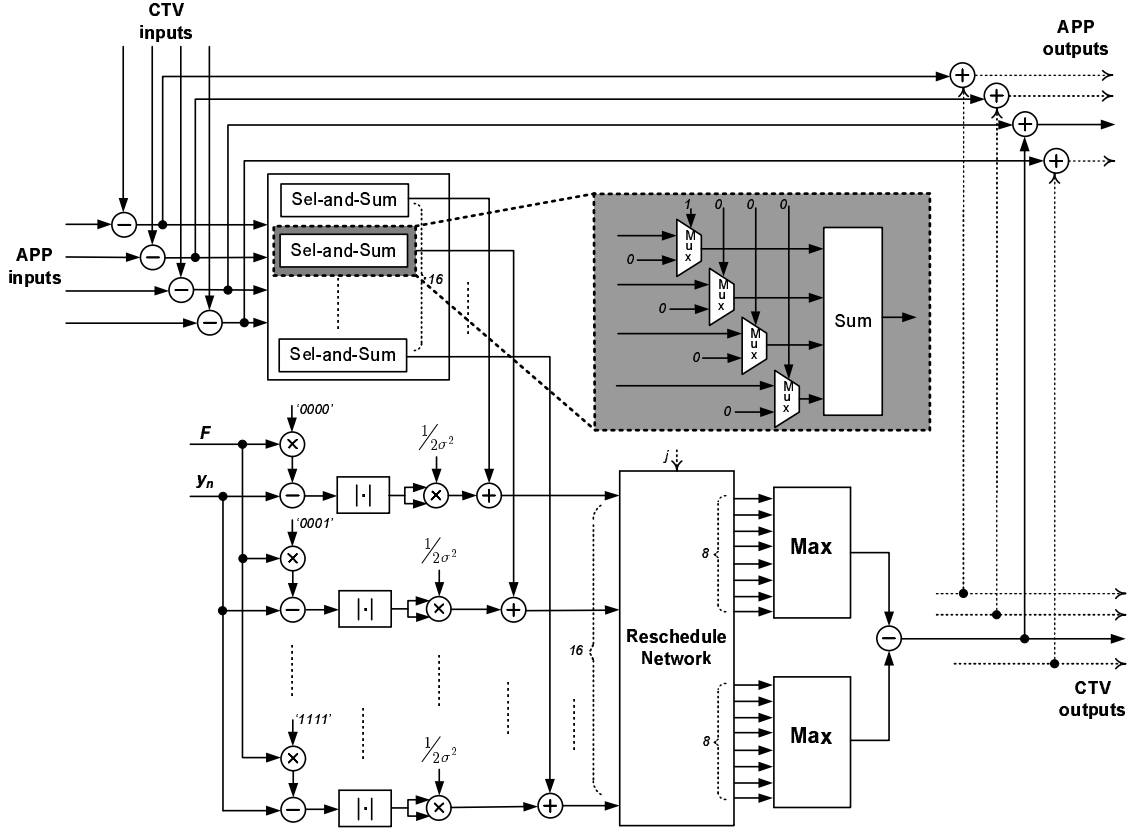 CTV
inputs
APP
outputs
APP
inputs
Sel-and-Sum
Sel-and-Sum
16
Sel-and-Sum
1 0 0 0
Mux
0
Mux
0
Mux
0
Mux
0
Sum
'0000'
F
yₙ
1/2σ²
|·|
'0001'
1/2σ²
|·|
'1111'
1/2σ²
|·|
j
16
Reschedule
Network
8
Max
8
Max
CTV
outputs